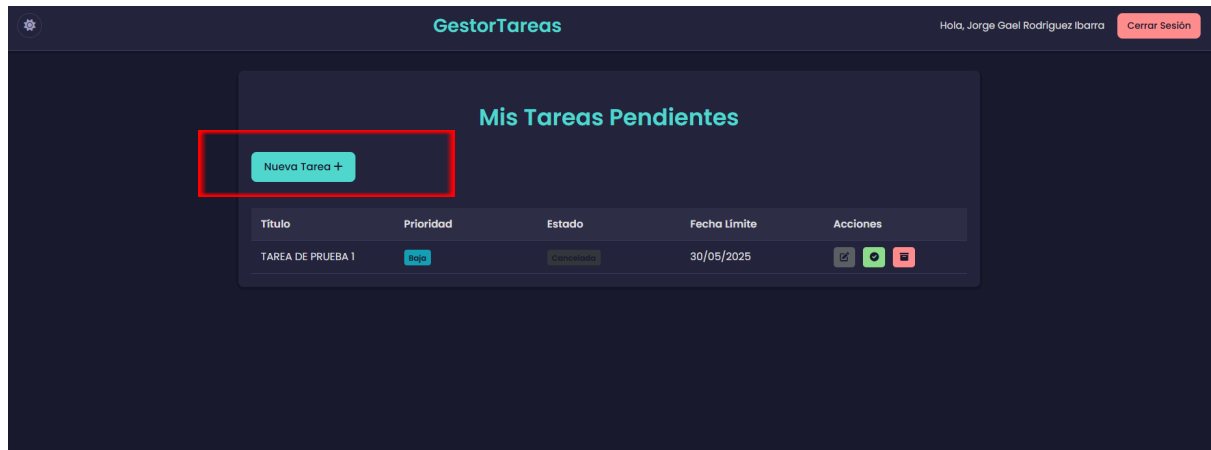 GestorTareas
Hola, Jorge Gael Rodriguez Ibarra Cerrar Sesión
Mis Tareas Pendientes
Nueva Tarea +
Título Prioridad Estado Fecha Límite Acciones
TAREA DE PRUEBA 1 Baja Cancelada 30/05/2025